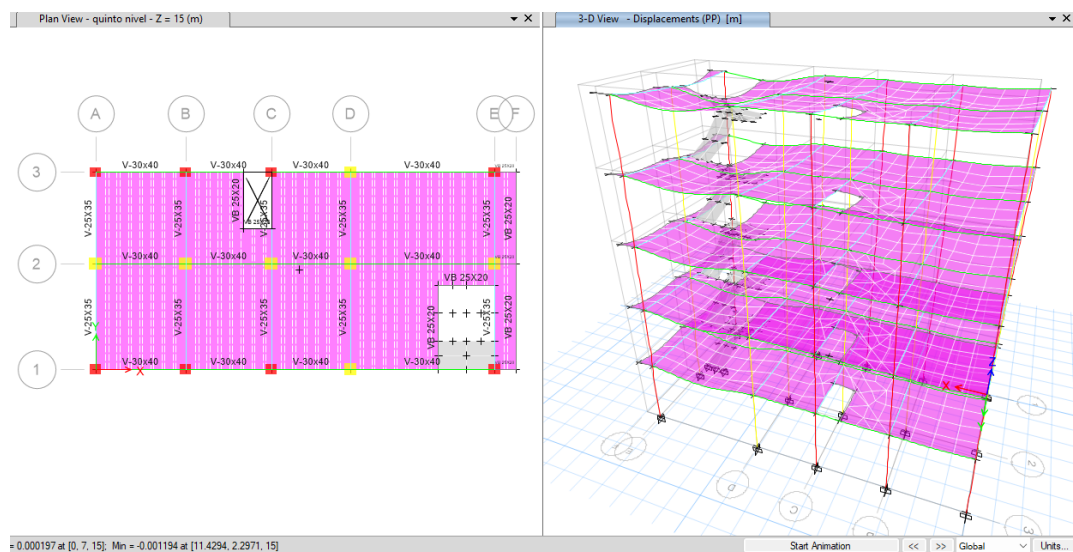 Plan View - quinto nivel - Z = 15 (m)
3-D View - Displacements (PP) [m]
A B C D E F
3
V-30x40 V-30x40 V-30x40 V-30x40
V-25X35 V-25X35 VB 25X20 V-25X35 V-25X35 VB 25X20
2
V-30x40 V-30x40 V-30x40 V-30x40
VB 25X20
V-25X35 V-25X35 V-25X35 VB 25X20 V-25X35 VB 25X20
1
V-30x40 V-30x40 V-30x40 V-30x40
X
X Z
1
2
3
D
C
= 0.000197 at [0, 7, 15]; Min = -0.001194 at [11.4294, 2.2971, 15]
Start Animation << >> Global Units...